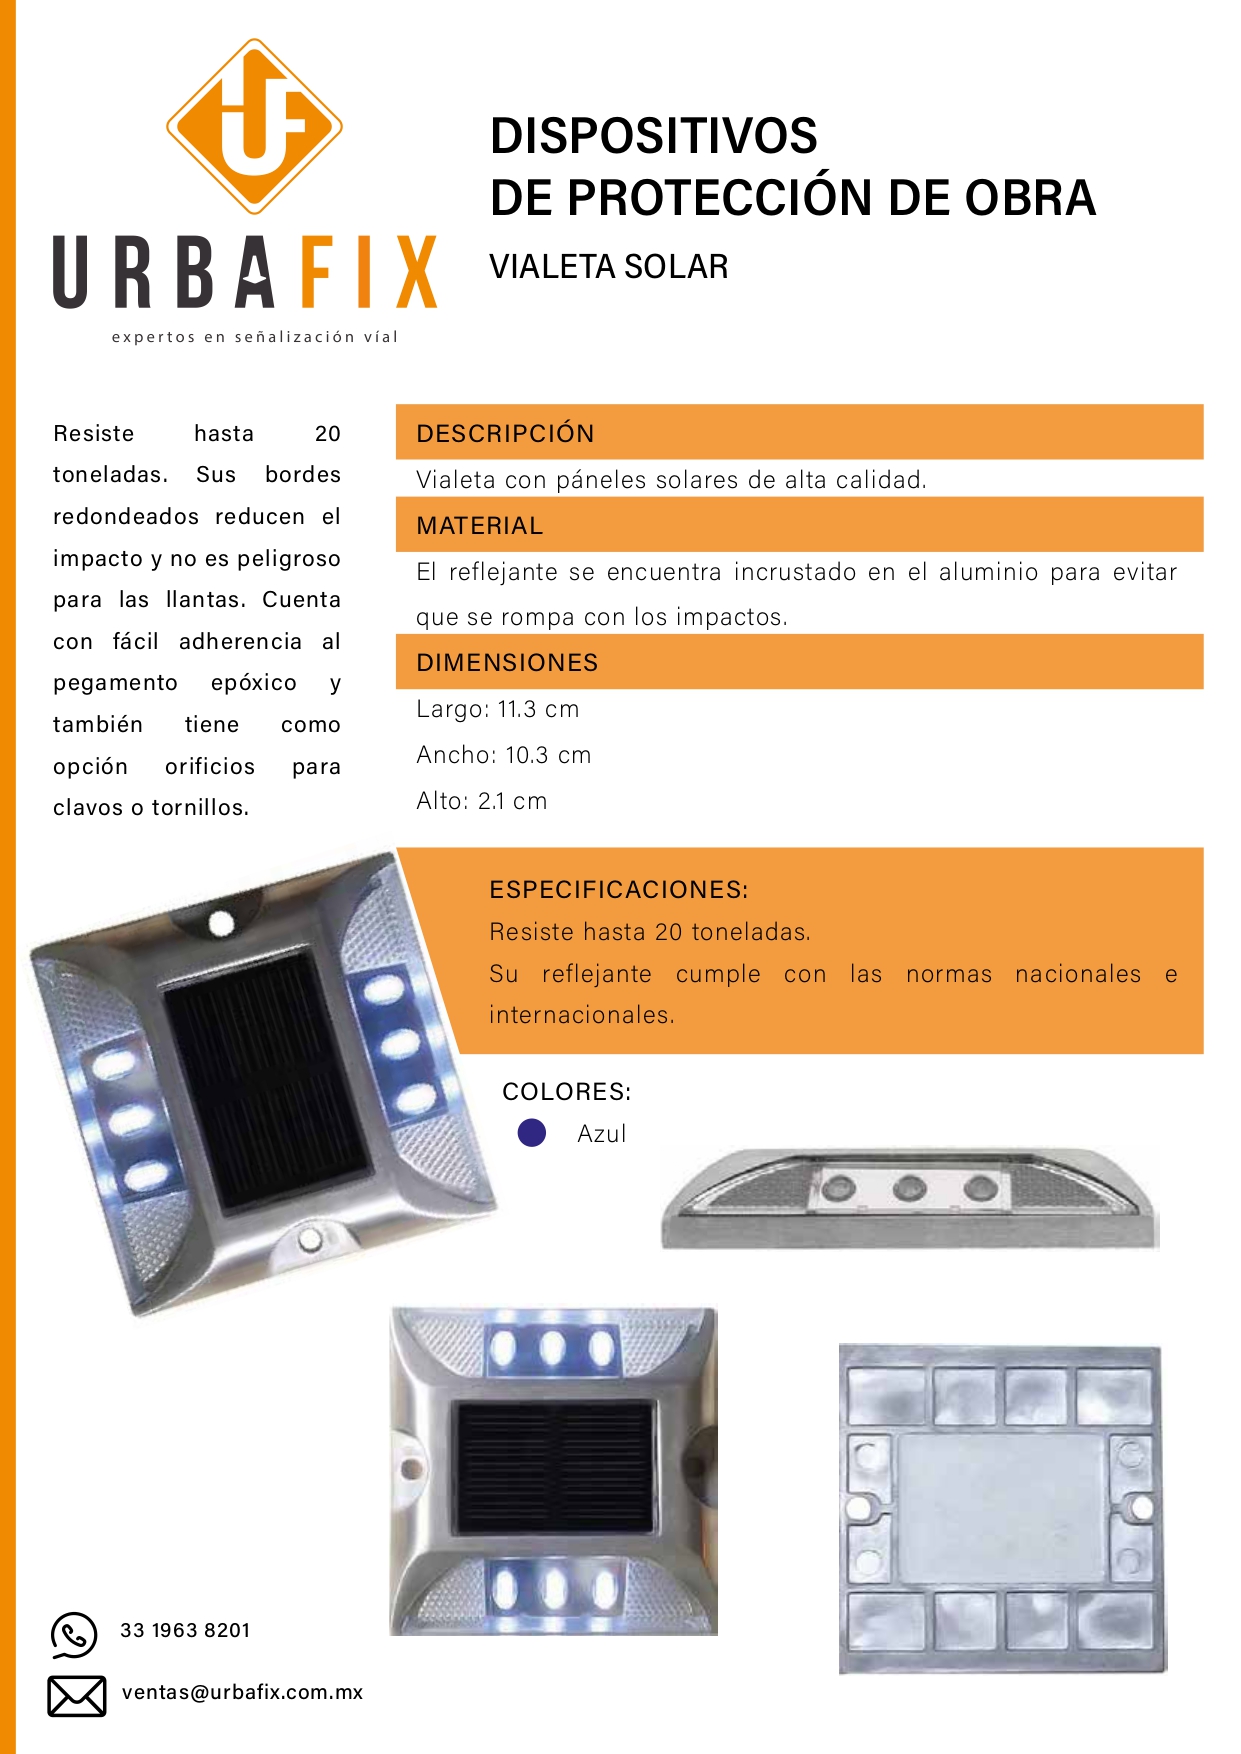 UF
URBAFIX
expertos en señalización víal
DISPOSITIVOS
DE PROTECCIÓN DE OBRA
VIALETA SOLAR
Resiste hasta 20
toneladas. Sus bordes
redondeados reducen el
impacto y no es peligroso
para las llantas. Cuenta
con fácil adherencia al
pegamento epóxico y
también tiene como
opción orificios para
clavos o tornillos.
DESCRIPCIÓN
Vialeta con páneles solares de alta calidad.
MATERIAL
El reflejante se encuentra incrustado en el aluminio para evitar
que se rompa con los impactos.
DIMENSIONES
Largo: 11.3 cm
Ancho: 10.3 cm
Alto: 2.1 cm
ESPECIFICACIONES:
Resiste hasta 20 toneladas.
Su reflejante cumple con las normas nacionales e
internacionales.
COLORES:
Azul
33 1963 8201
ventas@urbafix.com.mx